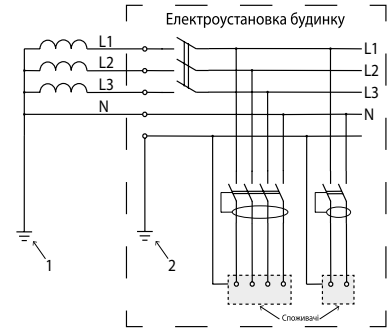 Електроустановка будинку
L1
L1
L2
L2
L3
L3
N
N
1
2
Споживачі